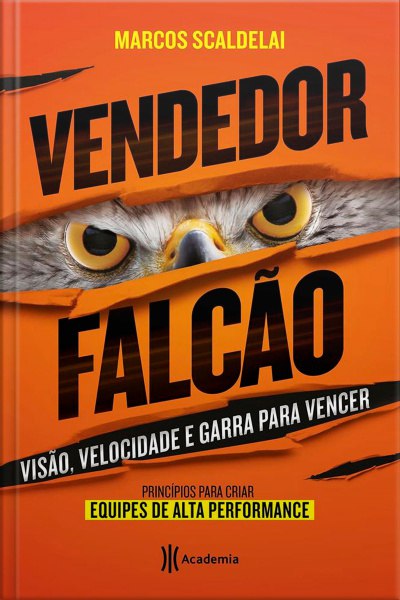 MARCOS SCALDELAI
VENDEDOR
FALCÃO
VISÃO, VELOCIDADE E GARRA PARA VENCER
PRINCÍPIOS PARA CRIAR
EQUIPES DE ALTA PERFORMANCE
Academia